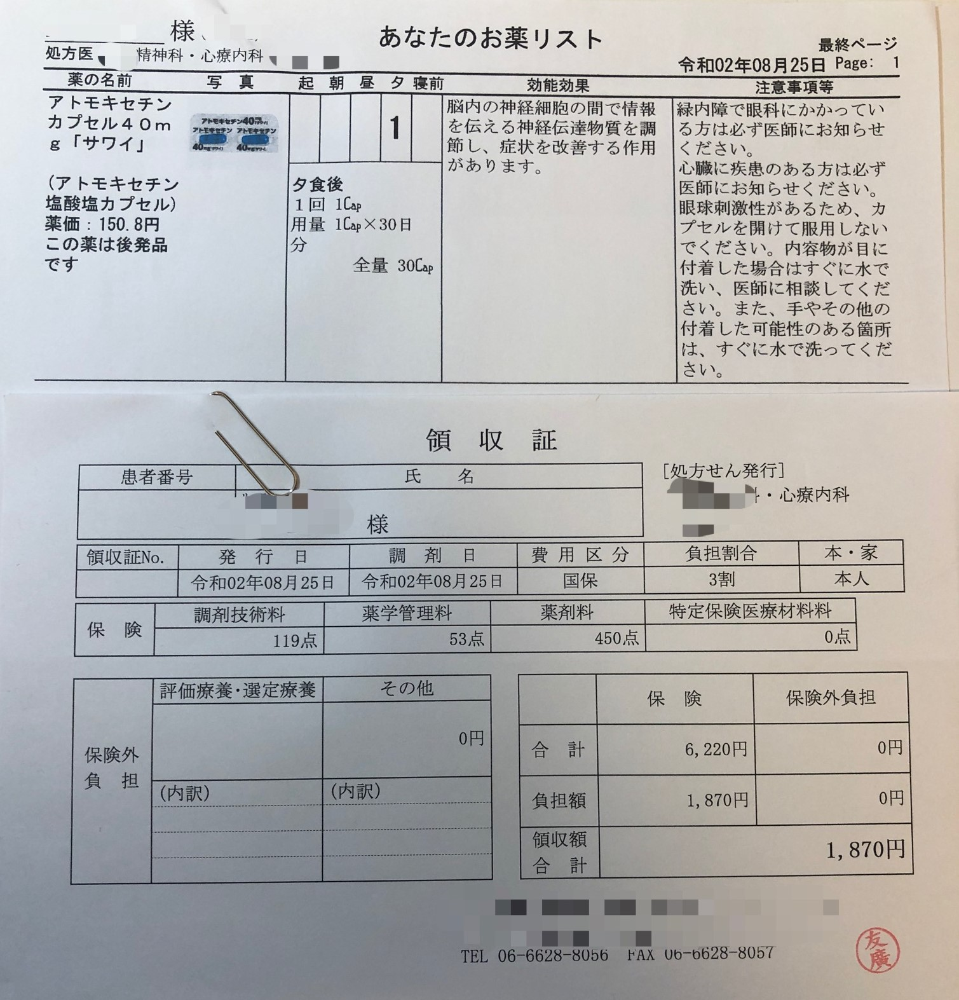 様
あなたのお薬リスト
最終ページ
処方医 精神科・心療内科
令和02年08月25日 Page: 1
薬の名前 写 真 起 朝 昼 夕 寝前 効能効果 注意事項等
アトモキセチン
カプセル40m
g「サワイ」
(アトモキセチン
塩酸塩カプセル)
薬価:150.8円
この薬は後発品
です
アトモキセチン40mg「サワイ」
アトモキセチン アトモキセチン
40mg「サワイ」 40mg「サワイ」
1
夕食後
1回 1Cap
用量 1Cap×30日
分
全量 30Cap
脳内の神経細胞の間で情報
を伝える神経伝達物質を調
節し、症状を改善する作用
があります。
緑内障で眼科にかかってい
る方は必ず医師にお知らせ
ください。
心臓に疾患のある方は必ず
医師にお知らせください。
眼球刺激性があるため、カ
プセルを開けて服用しない
でください。内容物が目に
付着した場合はすぐに水で
洗い、医師に相談してくだ
さい。また、手やその他の
付着した可能性のある箇所
は、すぐに水で洗ってくだ
さい。
領 収 証
患者番号 氏 名
様
[処方せん発行]
・心療内科
領収証No. 発 行 日 調 剤 日 費 用 区 分 負担割合 本・家
令和02年08月25日 令和02年08月25日 国保 3割 本人
保 険 調剤技術料 薬学管理料 薬剤料 特定保険医療材料料
119点 53点 450点 0点
保険外
負 担
評価療養・選定療養 その他
0円
(内訳) (内訳)
保 険 保険外負担
合 計 6,220円 0円
負担額 1,870円 0円
領収額
合 計 1,870円
TEL 06-6628-8056 FAX 06-6628-8057
友廣